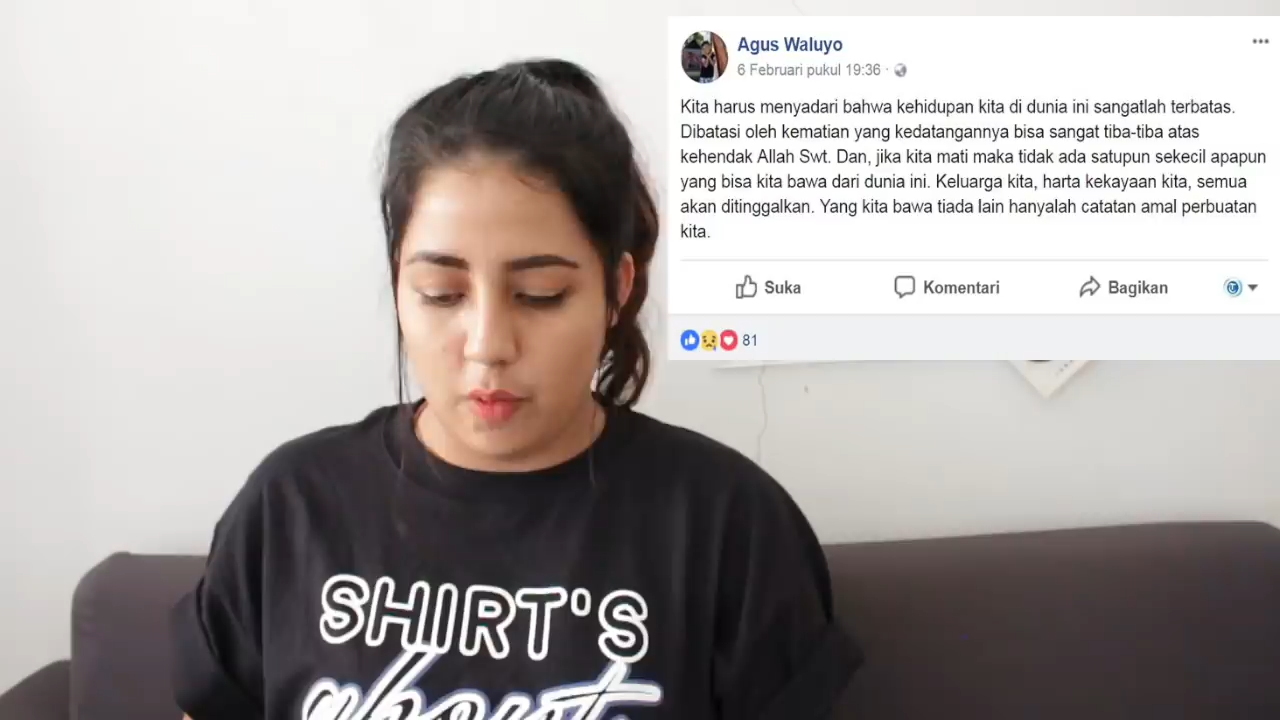 Agus Waluyo
6 Februari pukul 19:36 ·
Kita harus menyadari bahwa kehidupan kita di dunia ini sangatlah terbatas.
Dibatasi oleh kematian yang kedatangannya bisa sangat tiba-tiba atas
kehendak Allah Swt. Dan, jika kita mati maka tidak ada satupun sekecil apapun
yang bisa kita bawa dari dunia ini. Keluarga kita, harta kekayaan kita, semua
akan ditinggalkan. Yang kita bawa tiada lain hanyalah catatan amal perbuatan
kita.
Suka Komentari Bagikan
81
SHIRT'S
about